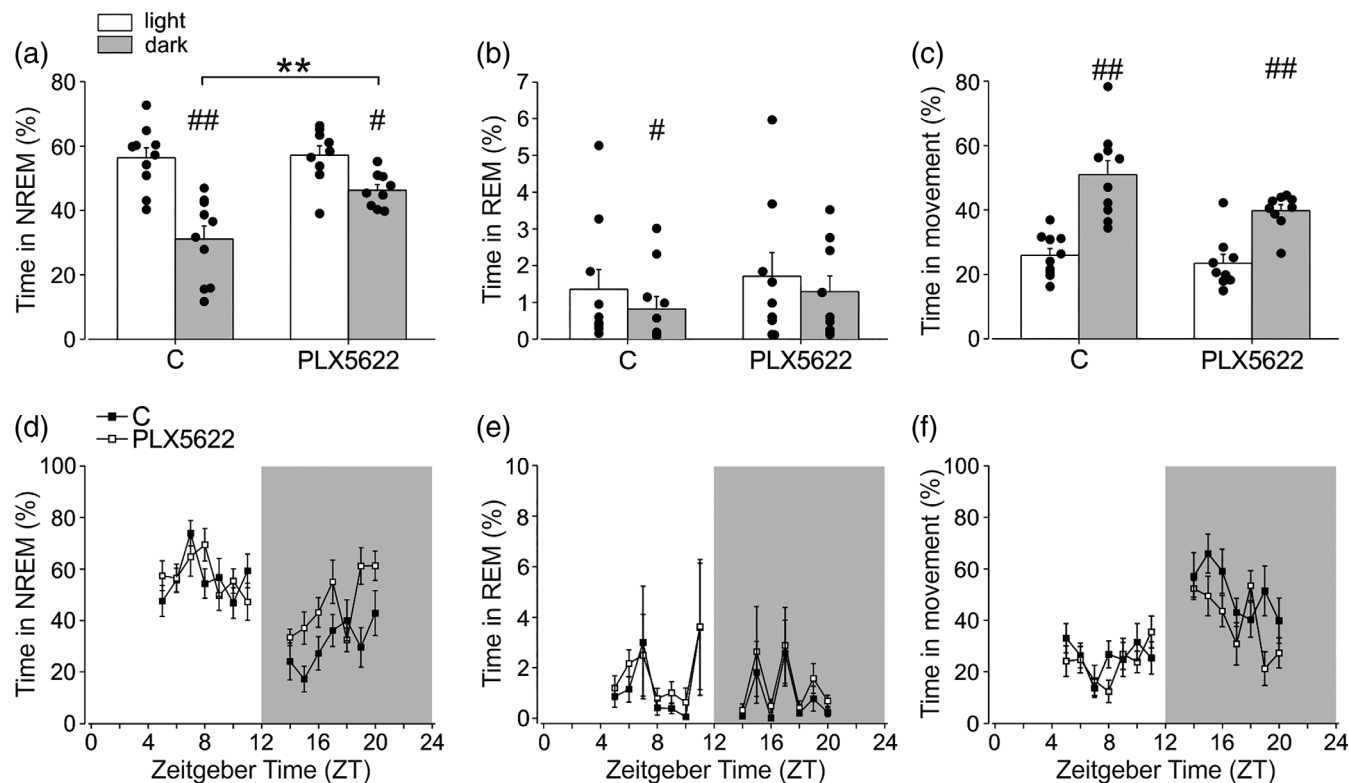 light
dark
(a)
Time in NREM (%)
80
60
40
20
0
**
##
#
C
PLX5622
(b)
Time in REM (%)
7
6
5
4
3
2
1
0
#
C
PLX5622
(c)
Time in movement (%)
80
60
40
20
0
##
##
C
PLX5622
(d)
C
PLX5622
Time in NREM (%)
100
80
60
40
20
0
0 4 8 12 16 20 24
Zeitgeber Time (ZT)
(e)
Time in REM (%)
10
8
6
4
2
0
0 4 8 12 16 20 24
Zeitgeber Time (ZT)
(f)
Time in movement (%)
100
80
60
40
20
0
0 4 8 12 16 20 24
Zeitgeber Time (ZT)